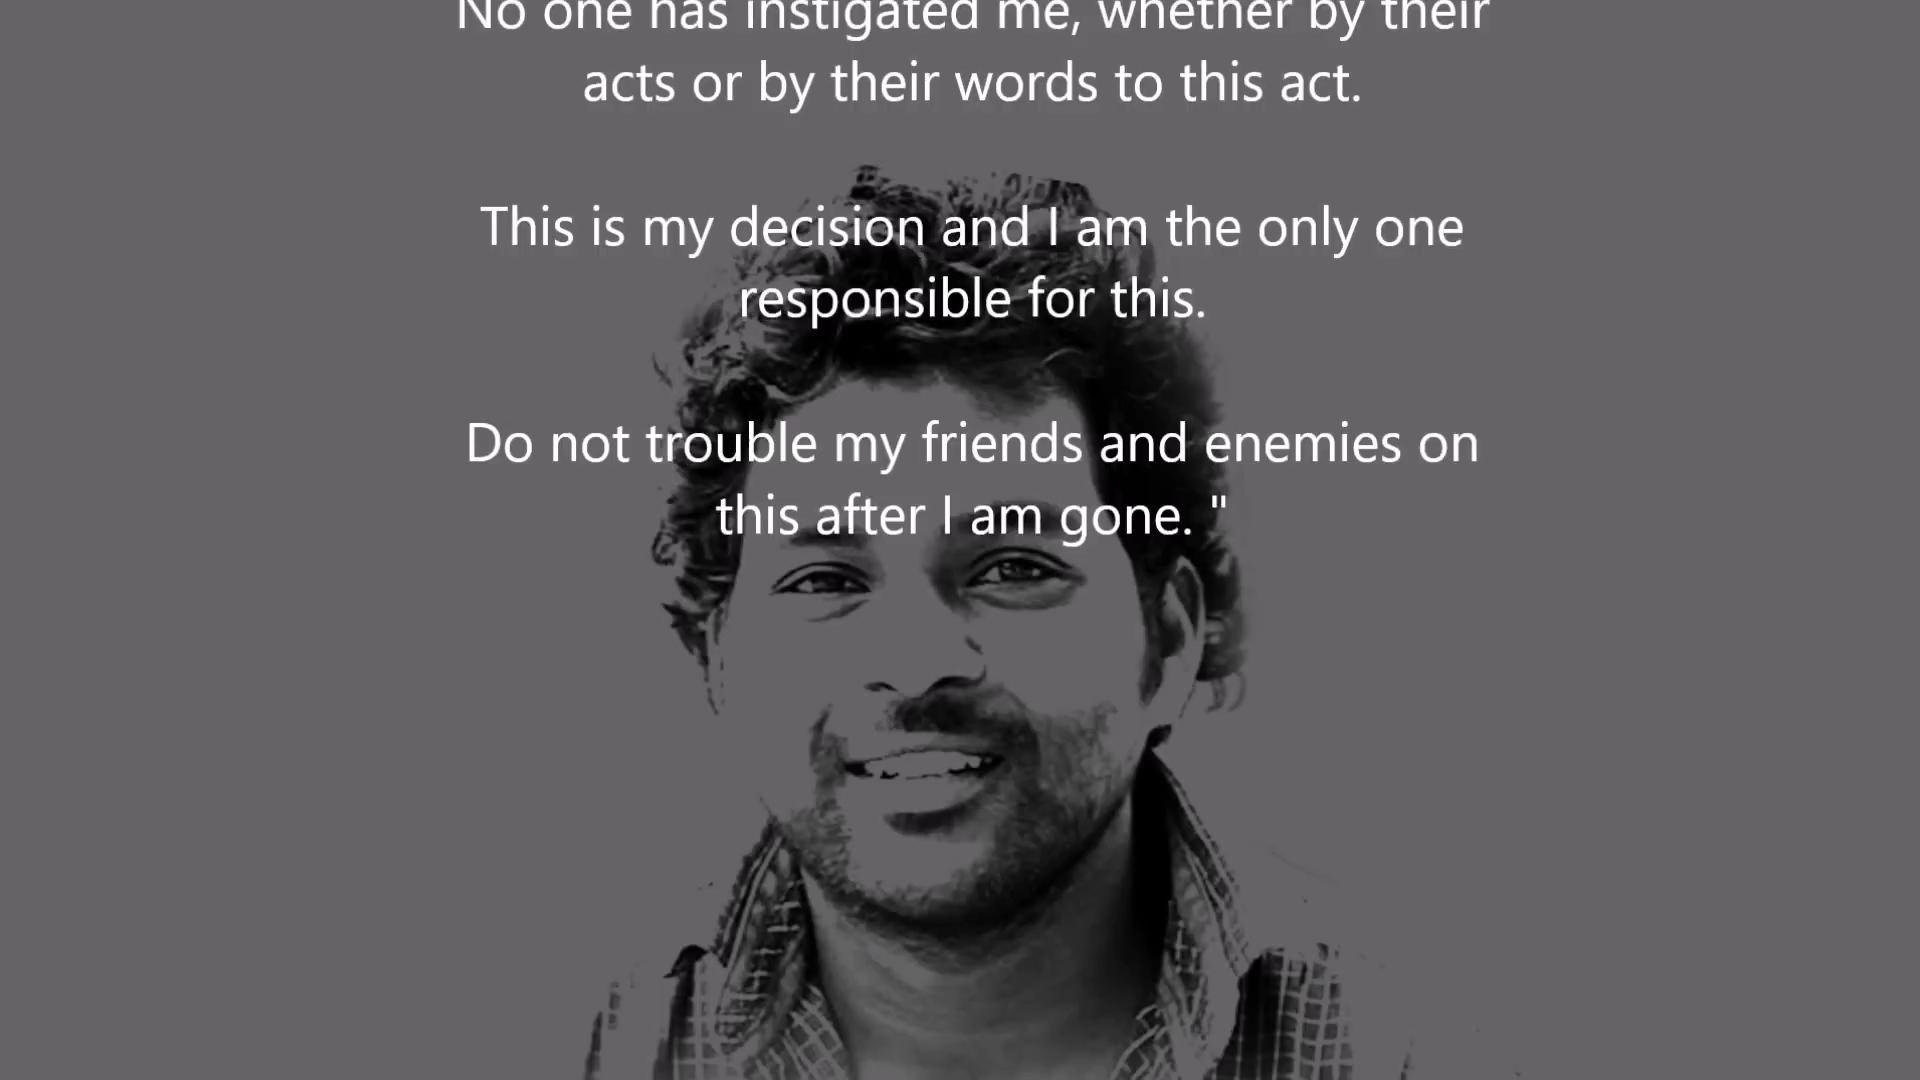 No one has instigated me, whether by their
acts or by their words to this act.
This is my decision and I am the only one
responsible for this.
Do not trouble my friends and enemies on
this after I am gone. "